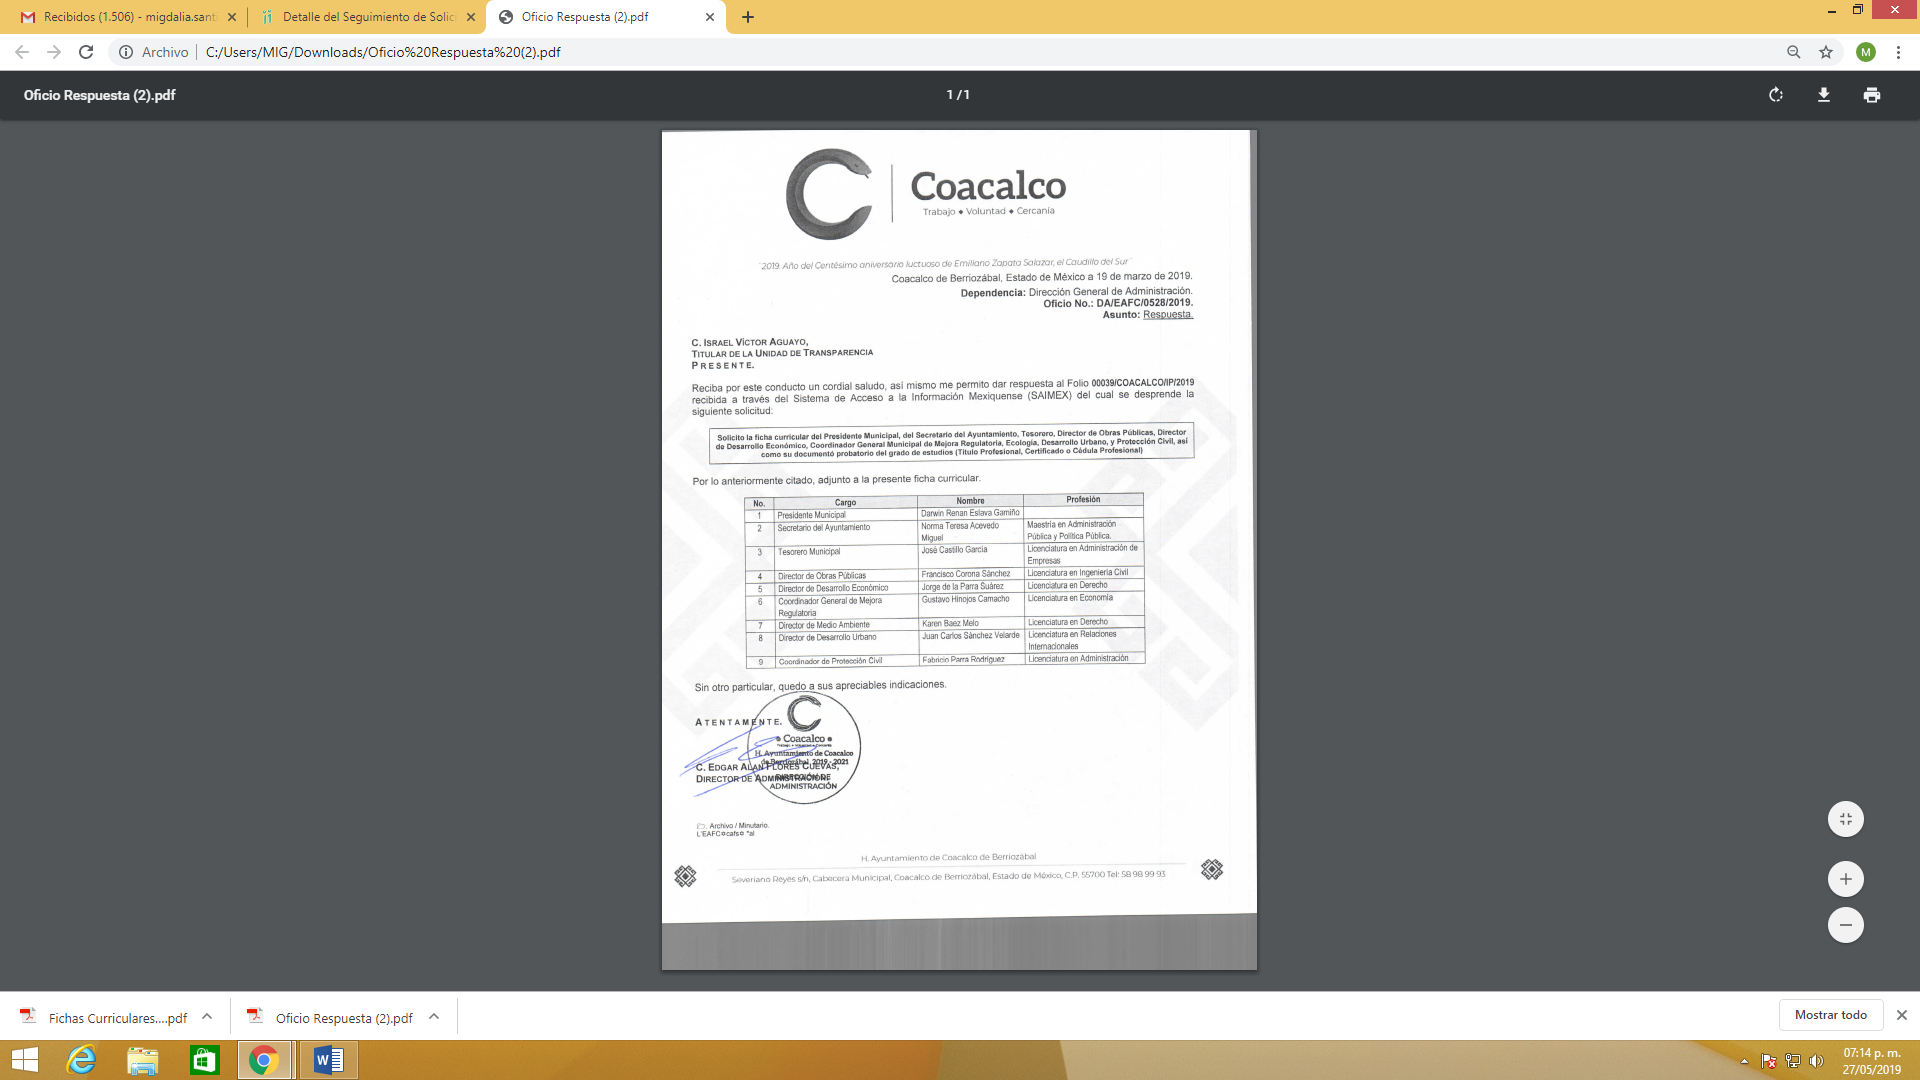 Recibidos (1.506) - migdalia.santi
Detalle del Seguimiento de Solici
Oficio Respuesta (2).pdf
Archivo
C:/Users/MIG/Downloads/Oficio%20Respuesta%20(2).pdf
M
Oficio Respuesta (2).pdf
1 / 1
Coacalco
Trabajo ◆ Voluntad ◆ Cercanía
"2019. Año del Centésimo aniversario luctuoso de Emiliano Zapata Salazar, el Caudillo del Sur"
Coacalco de Berriozábal, Estado de México a 19 de marzo de 2019.
Dependencia: Dirección General de Administración.
Oficio No.: DA/EAFC/0528/2019.
Asunto: Respuesta.
C. ISRAEL VÍCTOR AGUAYO,
TITULAR DE LA UNIDAD DE TRANSPARENCIA
P R E S E N T E.
Reciba por este conducto un cordial saludo, así mismo me permito dar respuesta al Folio 00039/COACALCO/IP/2019
recibida a través del Sistema de Acceso a la Información Mexiquense (SAIMEX) del cual se desprende la
siguiente solicitud:
Solicito la ficha curricular del Presidente Municipal, del Secretario del Ayuntamiento, Tesorero, Director de Obras Públicas, Director
de Desarrollo Económico, Coordinador General Municipal de Mejora Regulatoria, Ecología, Desarrollo Urbano, y Protección Civil, así
como su documentó probatorio del grado de estudios (Título Profesional, Certificado o Cédula Profesional)
Por lo anteriormente citado, adjunto a la presente ficha curricular.
No. Cargo Nombre Profesión
1 Presidente Municipal Darwin Renan Eslava Gamiño
2 Secretario del Ayuntamiento Norma Teresa Acevedo Maestría en Administración
Miguel Pública y Política Pública.
3 Tesorero Municipal José Castillo García Licenciatura en Administración de
Empresas
4 Director de Obras Públicas Francisco Corona Sánchez Licenciatura en Ingeniería Civil
5 Director de Desarrollo Económico Jorge de la Parra Suárez Licenciatura en Derecho
6 Coordinador General de Mejora Gustavo Hinojos Camacho Licenciatura en Economía
Regulatoria
7 Director de Medio Ambiente Karen Baez Melo Licenciatura en Derecho
8 Director de Desarrollo Urbano Juan Carlos Sánchez Velarde Licenciatura en Relaciones
Internacionales
9 Coordinador de Protección Civil Fabricio Parra Rodríguez Licenciatura en Administración
Sin otro particular, quedo a sus apreciables indicaciones.
A T E N T A M E N T E.
Coacalco
H. Ayuntamiento de Coacalco
de Berriozábal, 2019 - 2021
C. EDGAR ALAN FLORES CUEVAS,
DIRECTOR DE ADMINISTRACIÓN.
DIRECCIÓN DE
ADMINISTRACIÓN
Archivo / Minutario.
H. Ayuntamiento de Coacalco de Berriozábal
Severiano Reyes s/n, Cabecera Municipal, Coacalco de Berriozábal, Estado de México, C.P. 55700 Tel: 58 98 99 93
Fichas Curriculares....pdf
Oficio Respuesta (2).pdf
Mostrar todo
07:14 p. m.
27/05/2019